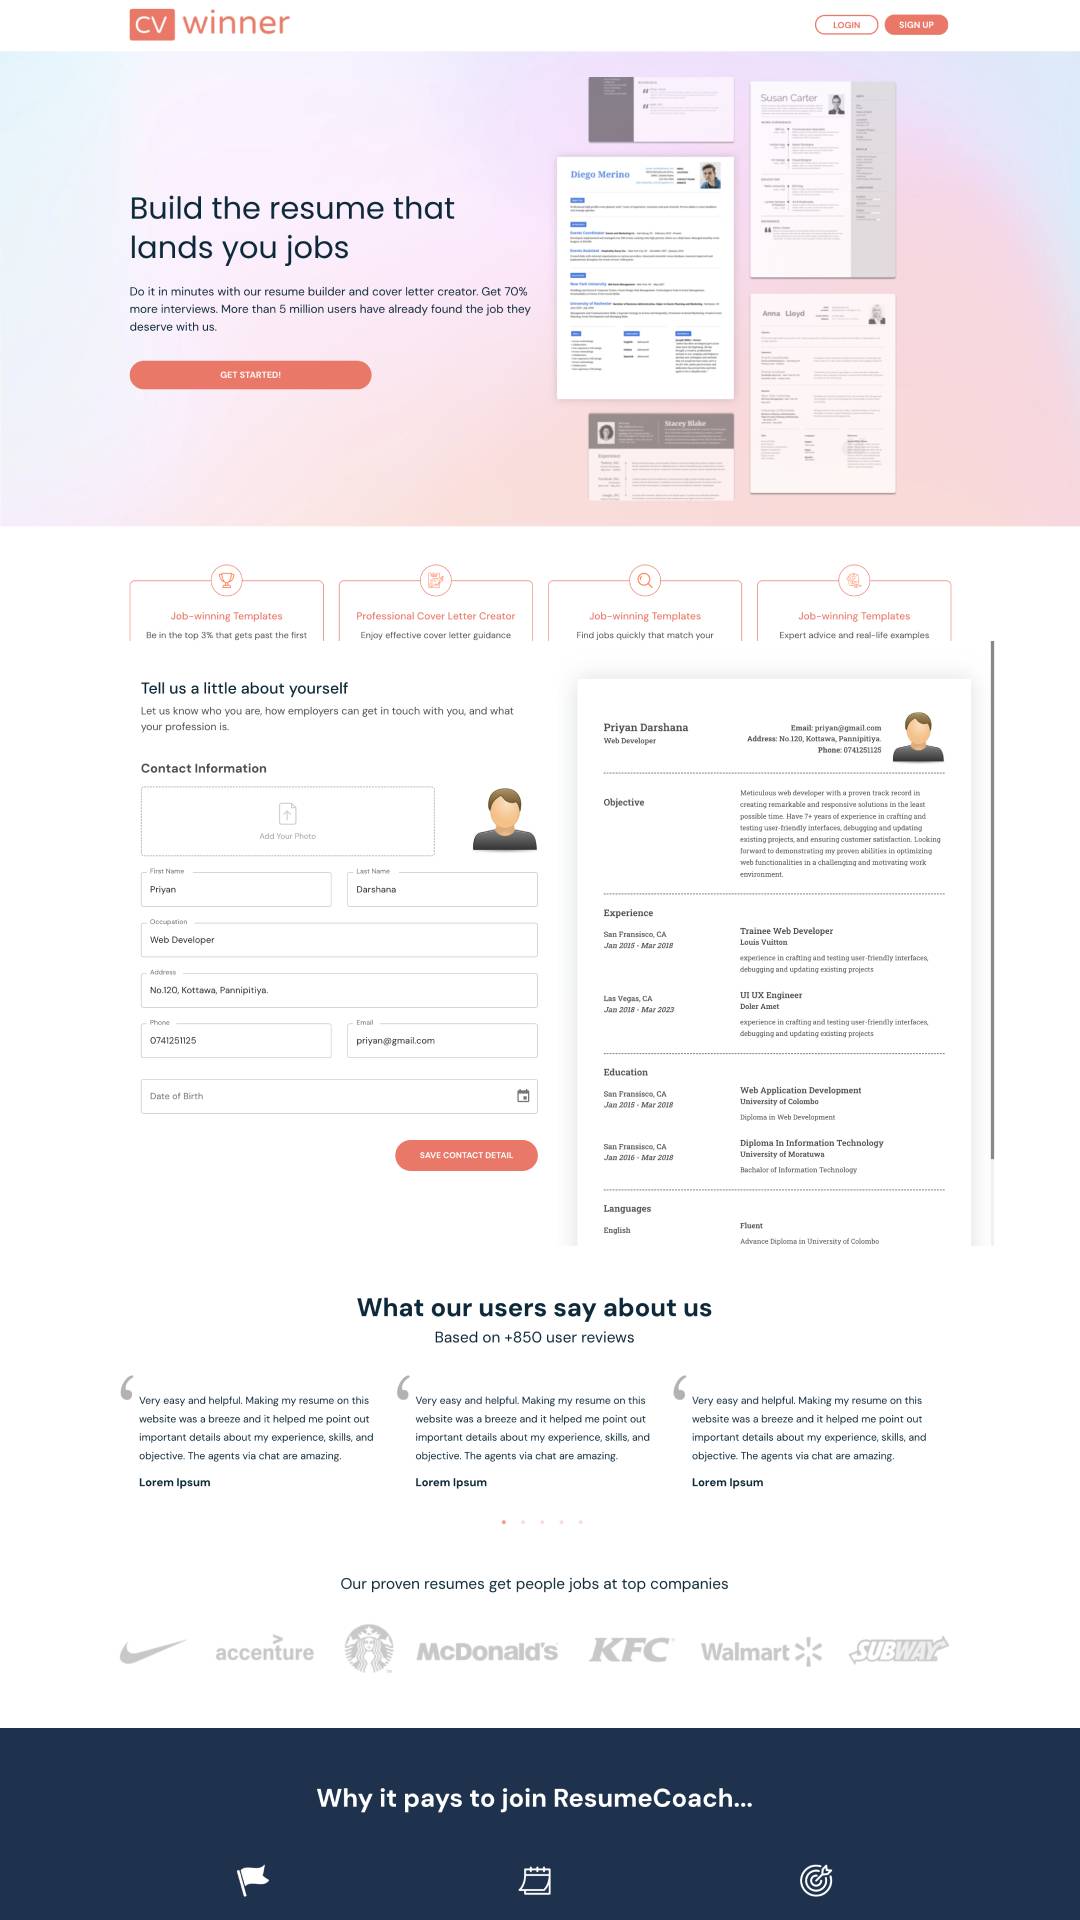 cv winner
LOGIN
SIGN UP
Build the resume that
lands you jobs
Do it in minutes with our resume builder and cover letter creator. Get 70%
more interviews. More than 5 million users have already found the job they
deserve with us.
GET STARTED!
Susan Carter
Diego Merino
Events Coordinator
Events Assistant
New York University
University of Rochester
Anna Lloyd
Stacey Blake
Experience
Job-winning Templates
Be in the top 3% that gets past the first
Professional Cover Letter Creator
Enjoy effective cover letter guidance
Job-winning Templates
Find jobs quickly that match your
Job-winning Templates
Expert advice and real-life examples
Tell us a little about yourself
Let us know who you are, how employers can get in touch with you, and what
your profession is.
Contact Information
Add Your Photo
First Name
Priyan
Last Name
Darshana
Occupation
Web Developer
Address
No.120, Kottawa, Pannipitiya.
Phone
0741251125
Email
priyan@gmail.com
Date of Birth
SAVE CONTACT DETAIL
Priyan Darshana
Web Developer
Email: priyan@gmail.com
Address: No.120, Kottawa, Pannipitiya.
Phone: 0741251125
Objective
Meticulous web developer with a proven track record in
creating remarkable and responsive solutions in the least
possible time. Have 7+ years of experience in crafting and
testing user-friendly interfaces, debugging and updating
existing projects, and ensuring customer satisfaction. Looking
forward to demonstrating my proven abilities in optimizing
web functionalities in a challenging and motivating work
environment.
Experience
San Fransisco, CA
Jan 2015 - Mar 2018
Trainee Web Developer
Louis Vuitton
experience in crafting and testing user-friendly interfaces,
debugging and updating existing projects
Las Vegas, CA
Jan 2018 - Mar 2023
UI UX Engineer
Doler Amet
experience in crafting and testing user-friendly interfaces,
debugging and updating existing projects
Education
San Fransisco, CA
Jan 2015 - Mar 2018
Web Application Development
University of Colombo
Diploma in Web Development
San Fransisco, CA
Jan 2016 - Mar 2018
Diploma In Information Technology
University of Moratuwa
Bachalor of Information Technology
Languages
English
Fluent
Advance Diploma in University of Colombo
What our users say about us
Based on +850 user reviews
Very easy and helpful. Making my resume on this
website was a breeze and it helped me point out
important details about my experience, skills, and
objective. The agents via chat are amazing.
Lorem Ipsum
Very easy and helpful. Making my resume on this
website was a breeze and it helped me point out
important details about my experience, skills, and
objective. The agents via chat are amazing.
Lorem Ipsum
Very easy and helpful. Making my resume on this
website was a breeze and it helped me point out
important details about my experience, skills, and
objective. The agents via chat are amazing.
Lorem Ipsum
Our proven resumes get people jobs at top companies
accenture
McDonald's
KFC
Walmart
SUBWAY
Why it pays to join ResumeCoach...